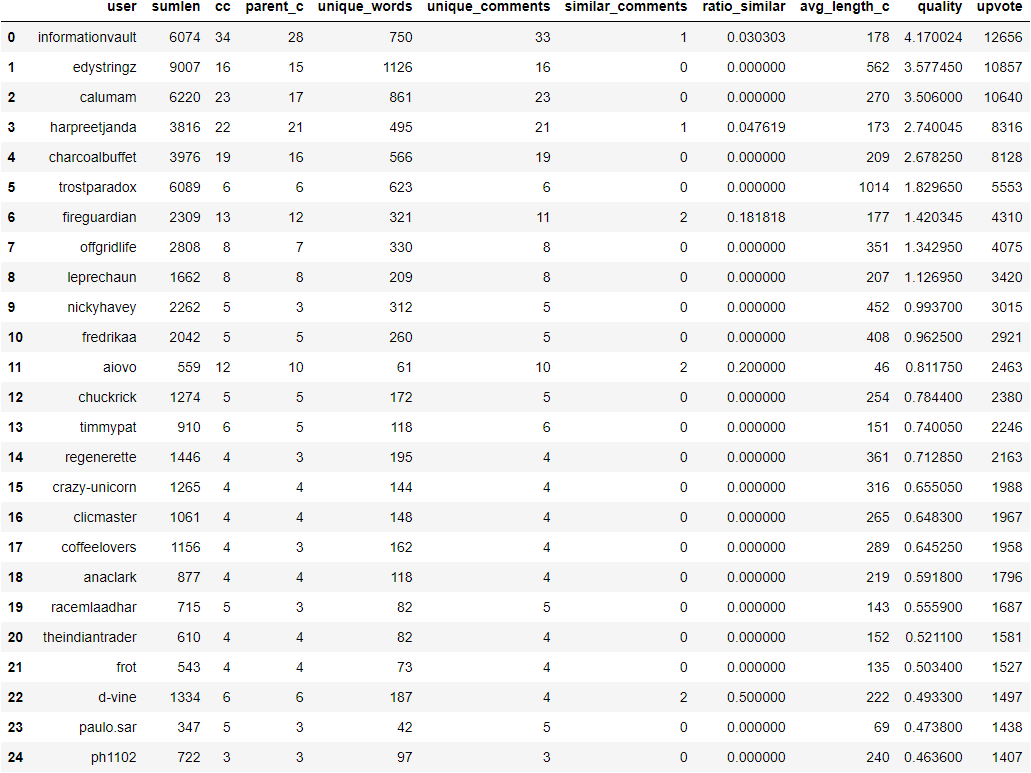 user sumlen cc parent_c unique_words unique_comments similar_comments ratio_similar avg_length_c quality upvote
0 informationvault 6074 34 28 750 33 1 0.030303 178 4.170024 12656
1 edystringz 9007 16 15 1126 16 0 0.000000 562 3.577450 10857
2 calumam 6220 23 17 861 23 0 0.000000 270 3.506000 10640
3 harpreetjanda 3816 22 21 495 21 1 0.047619 173 2.740045 8316
4 charcoalbuffet 3976 19 16 566 19 0 0.000000 209 2.678250 8128
5 trostparadox 6089 6 6 623 6 0 0.000000 1014 1.829650 5553
6 fireguardian 2309 13 12 321 11 2 0.181818 177 1.420345 4310
7 offgridlife 2808 8 7 330 8 0 0.000000 351 1.342950 4075
8 leprechaun 1662 8 8 209 8 0 0.000000 207 1.126950 3420
9 nickyhavey 2262 5 3 312 5 0 0.000000 452 0.993700 3015
10 fredrikaa 2042 5 5 260 5 0 0.000000 408 0.962500 2921
11 aiovo 559 12 10 61 10 2 0.200000 46 0.811750 2463
12 chuckrick 1274 5 5 172 5 0 0.000000 254 0.784400 2380
13 timmypat 910 6 5 118 6 0 0.000000 151 0.740050 2246
14 regenerette 1446 4 3 195 4 0 0.000000 361 0.712850 2163
15 crazy-unicorn 1265 4 4 144 4 0 0.000000 316 0.655050 1988
16 clicmaster 1061 4 4 148 4 0 0.000000 265 0.648300 1967
17 coffeelovers 1156 4 3 162 4 0 0.000000 289 0.645250 1958
18 anaclark 877 4 4 118 4 0 0.000000 219 0.591800 1796
19 racemlaadhar 715 5 3 82 5 0 0.000000 143 0.555900 1687
20 theindiantrader 610 4 4 82 4 0 0.000000 152 0.521100 1581
21 frot 543 4 4 73 4 0 0.000000 135 0.503400 1527
22 d-vine 1334 6 6 187 4 2 0.500000 222 0.493300 1497
23 paulo.sar 347 5 3 42 5 0 0.000000 69 0.473800 1438
24 ph1102 722 3 3 97 3 0 0.000000 240 0.463600 1407